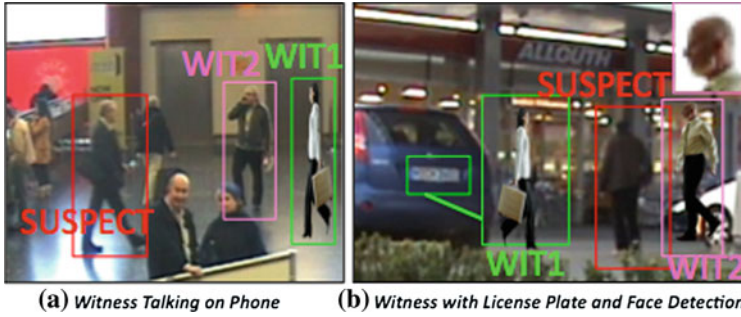 WIT2
WIT1
SUSPECT
ALLGUTH
SUSPECT
WIT1
WIT2
(a) Witness Talking on Phone
(b) Witness with License Plate and Face Detection